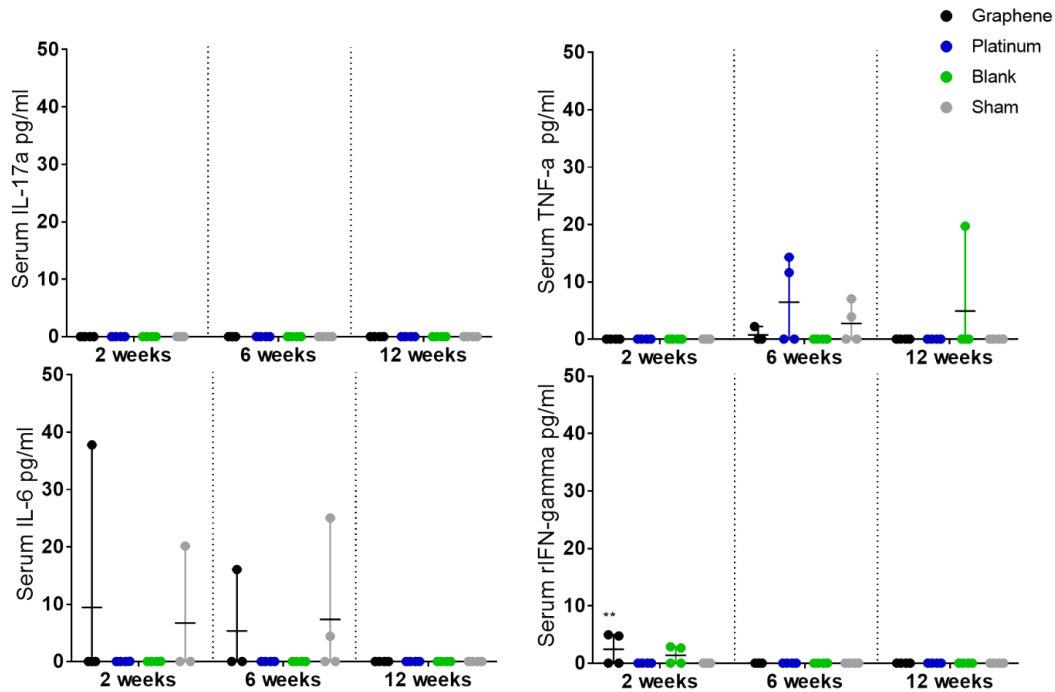 Graphene
Platinum
Blank
Sham
Serum IL-17a pg/ml
50
40
30
20
10
0
2 weeks 6 weeks 12 weeks
Serum TNF-a pg/ml
50
40
30
20
10
0
2 weeks 6 weeks 12 weeks
Serum IL-6 pg/ml
50
40
30
20
10
0
2 weeks 6 weeks 12 weeks
Serum rIFN-gamma pg/ml
50
40
30
20
10
0
**
2 weeks 6 weeks 12 weeks